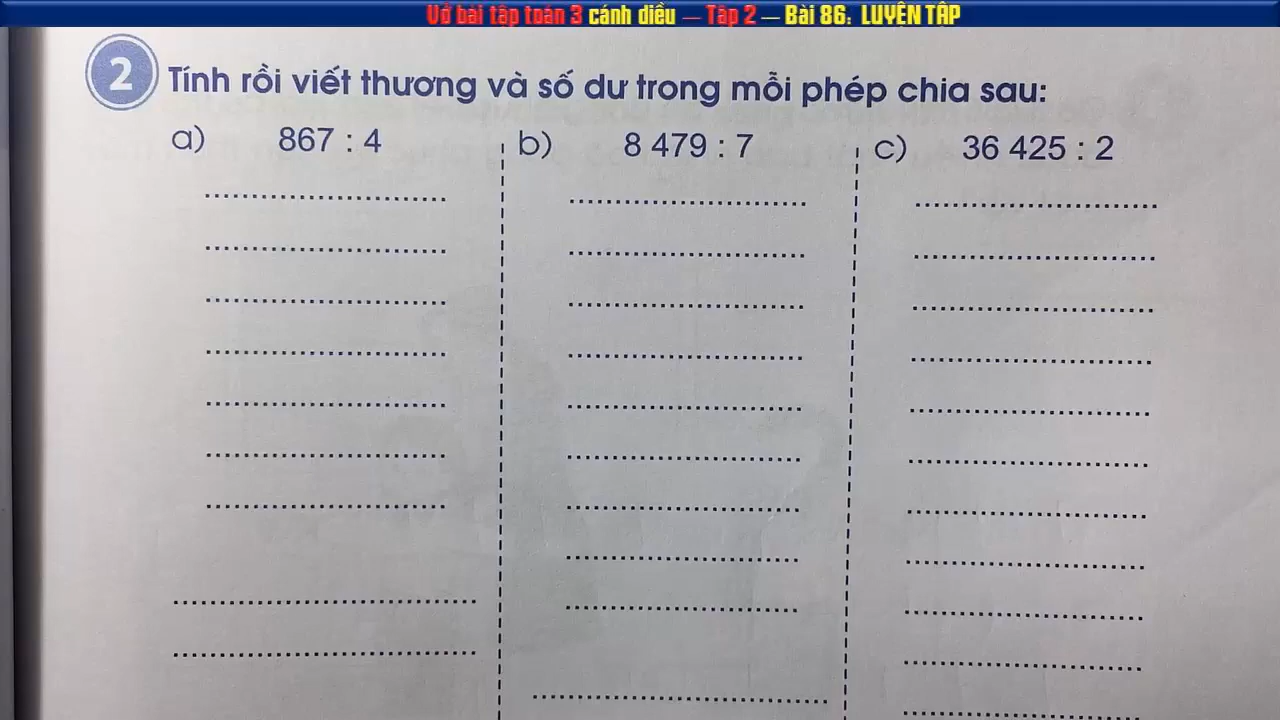 Vở bài tập toán 3 cánh diều – Tập 2 – Bài 86: LUYỆN TẬP
2 Tính rồi viết thương và số dư trong mỗi phép chia sau:
a) 867 : 4 b) 8 479 : 7 c) 36 425 : 2